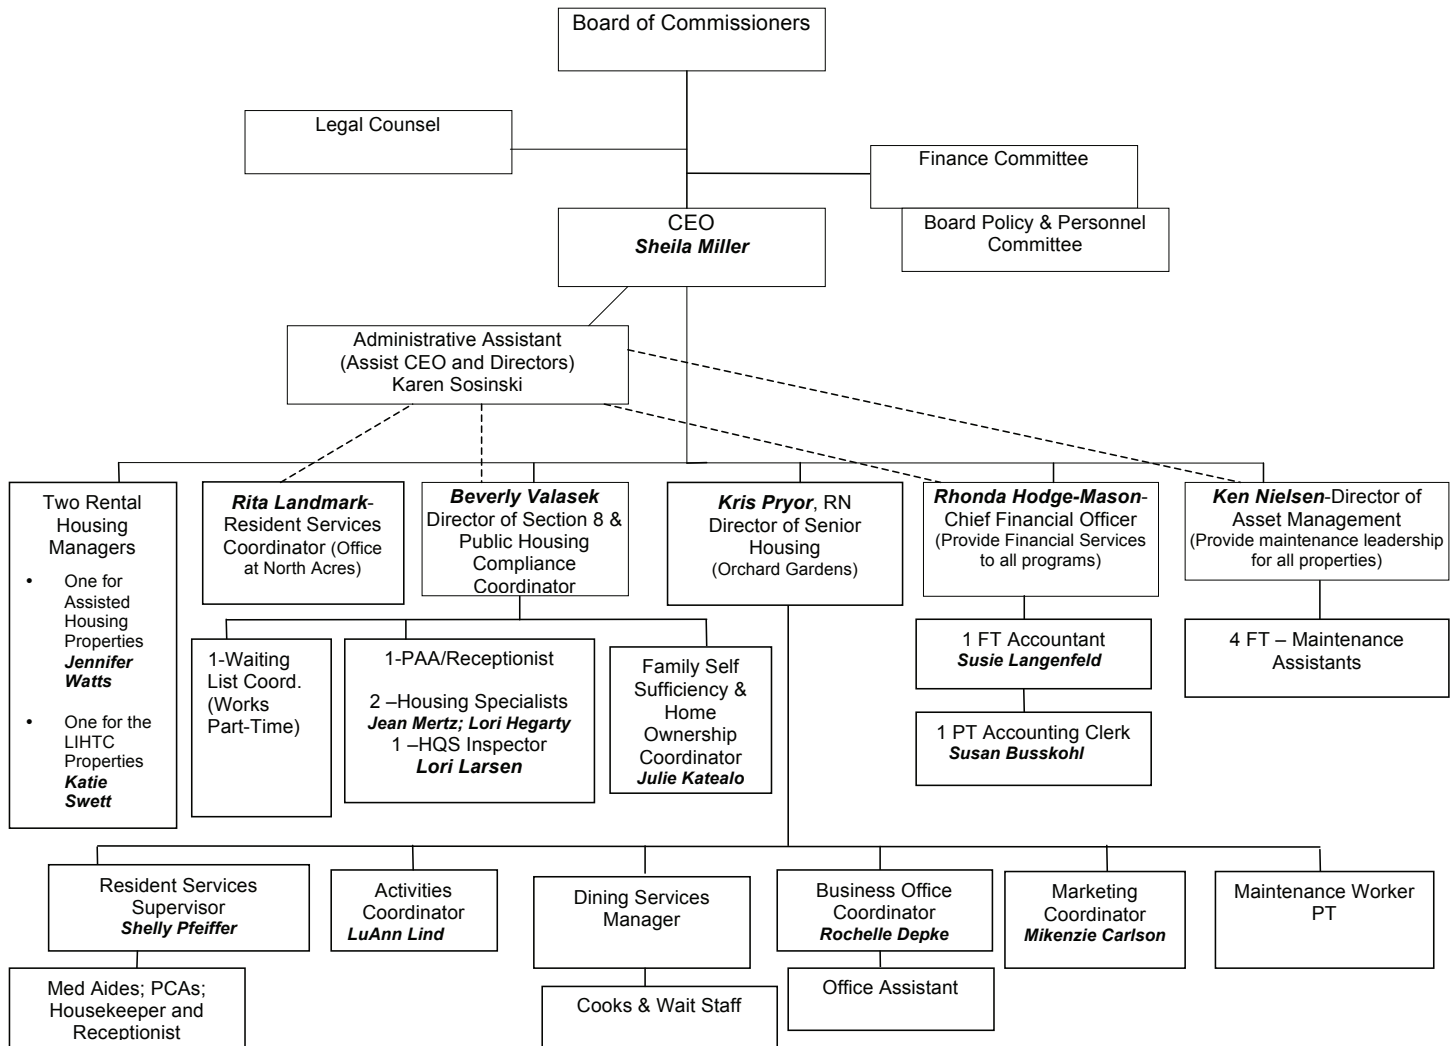 Board of Commissioners
Legal Counsel
Finance Committee
Board Policy & Personnel
Committee
CEO
Sheila Miller
Administrative Assistant
(Assist CEO and Directors)
Karen Sosinski
Two Rental
Housing
Managers
• One for
Assisted
Housing
Properties
Jennifer
Watts
• One for the
LIHTC
Properties
Katie
Swett
Rita Landmark-
Resident Services
Coordinator (Office
at North Acres)
Beverly Valasek
Director of Section 8 &
Public Housing
Compliance
Coordinator
Kris Pryor, RN
Director of Senior
Housing
(Orchard Gardens)
Rhonda Hodge-Mason-
Chief Financial Officer
(Provide Financial Services
to all programs)
Ken Nielsen-Director of
Asset Management
(Provide maintenance leadership
for all properties)
1-Waiting
List Coord.
(Works
Part-Time)
1-PAA/Receptionist
2 –Housing Specialists
Jean Mertz; Lori Hegarty
1 –HQS Inspector
Lori Larsen
Family Self
Sufficiency &
Home
Ownership
Coordinator
Julie Katealo
1 FT Accountant
Susie Langenfeld
1 PT Accounting Clerk
Susan Busskohl
4 FT – Maintenance
Assistants
Resident Services
Supervisor
Shelly Pfeiffer
Activities
Coordinator
LuAnn Lind
Dining Services
Manager
Business Office
Coordinator
Rochelle Depke
Marketing
Coordinator
Mikenzie Carlson
Maintenance Worker
PT
Med Aides; PCAs;
Housekeeper and
Receptionist
Cooks & Wait Staff
Office Assistant